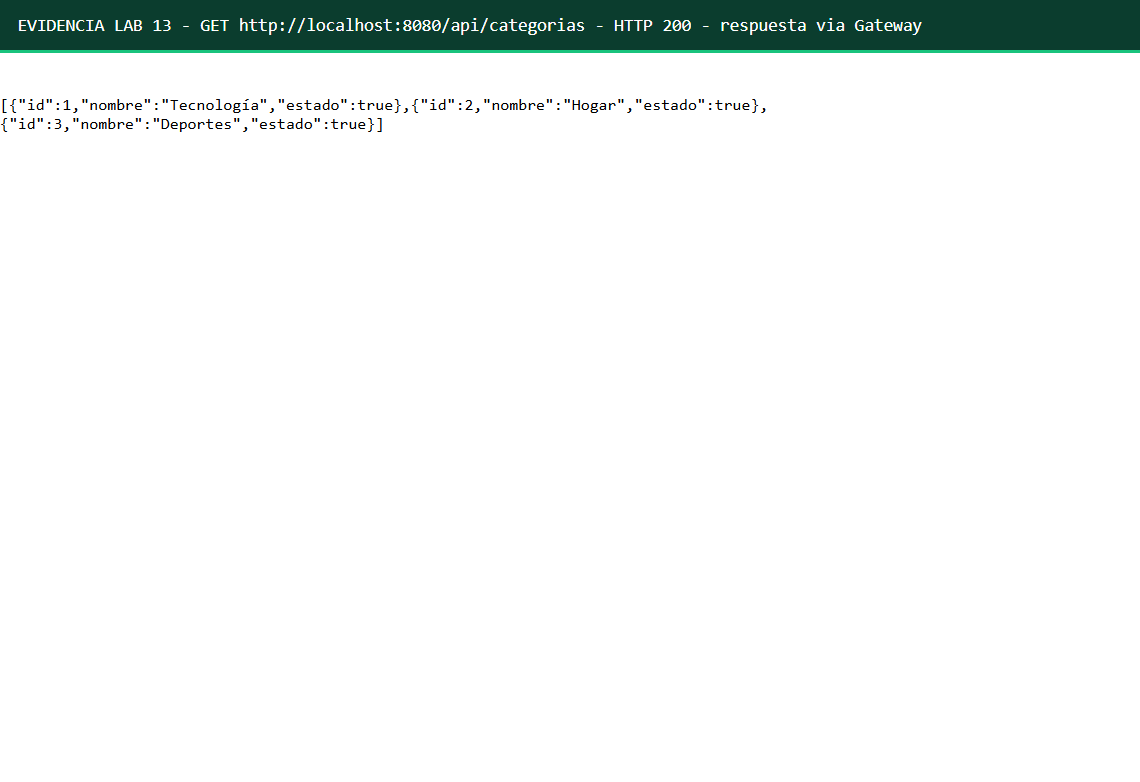 EVIDENCIA LAB 13 - GET http://localhost:8080/api/categorias - HTTP 200 - respuesta via Gateway
[{"id":1,"nombre":"Tecnología","estado":true},{"id":2,"nombre":"Hogar","estado":true},
{"id":3,"nombre":"Deportes","estado":true}]